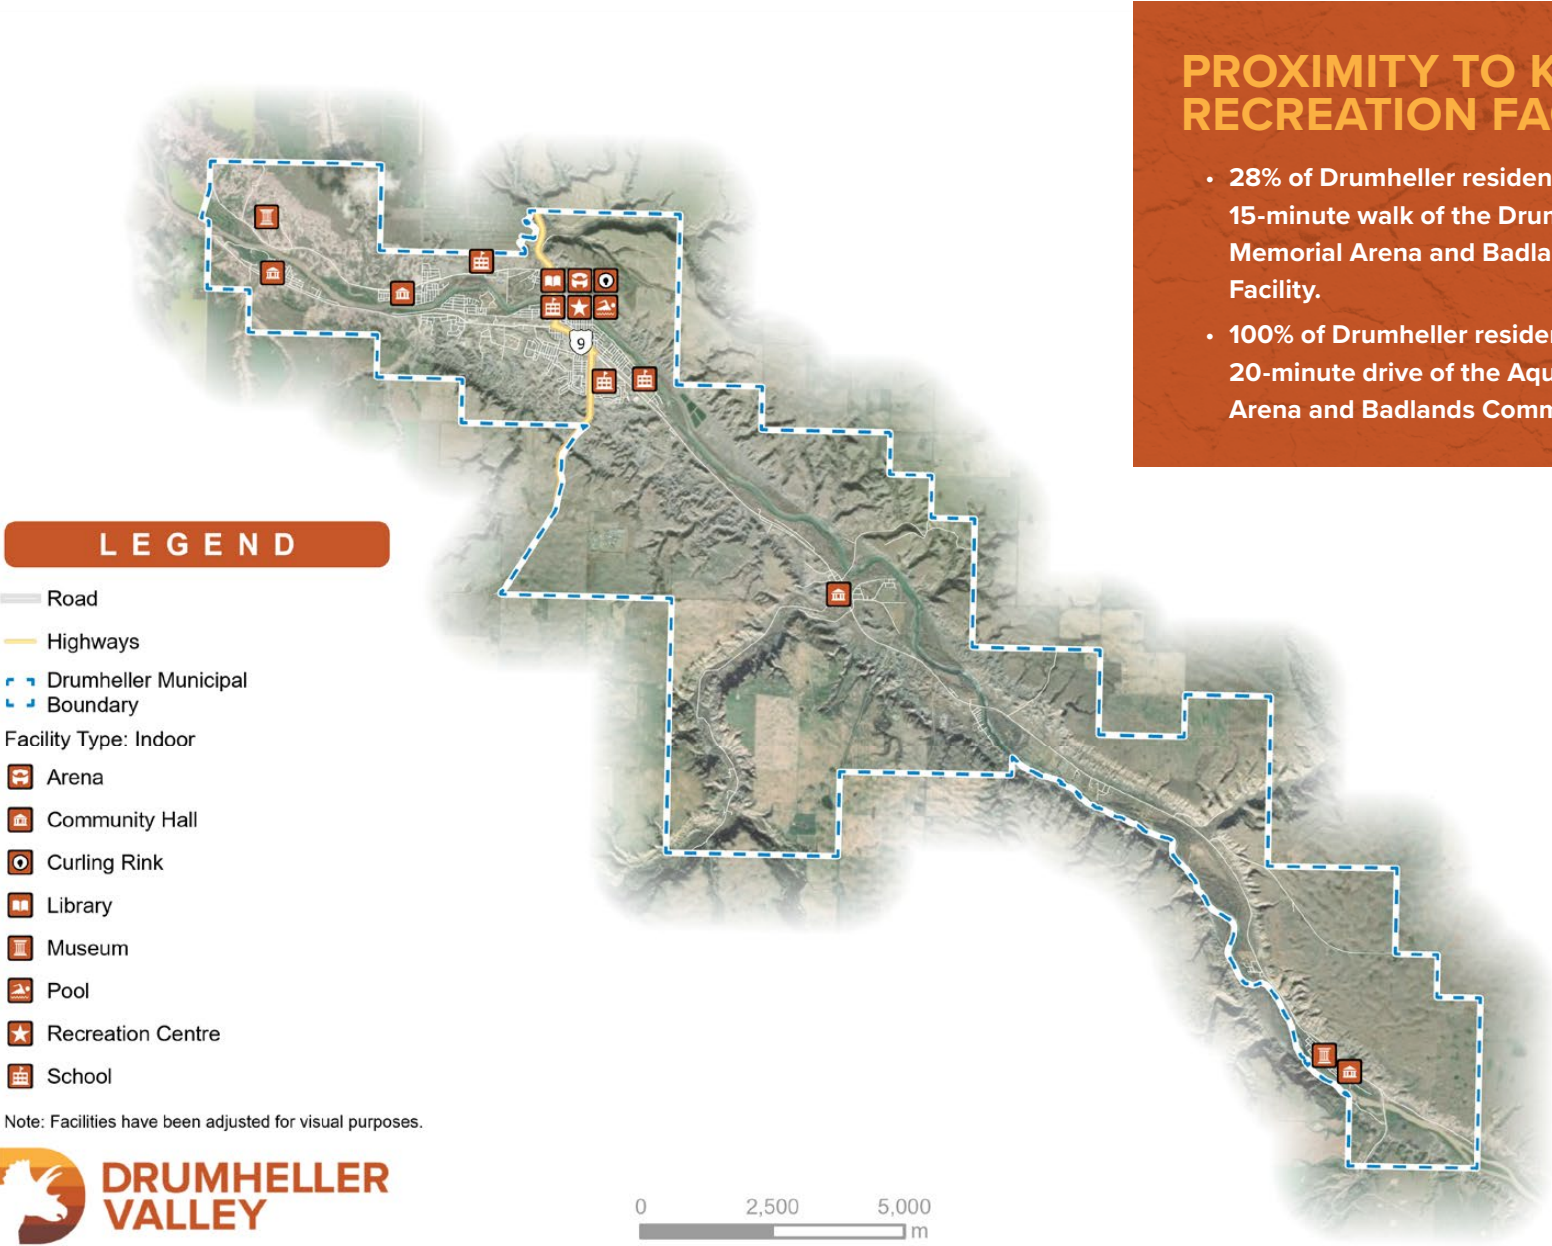 PROXIMITY TO K
RECREATION FA
• 28% of Drumheller residen
15-minute walk of the Drum
Memorial Arena and Badla
Facility.
• 100% of Drumheller reside
20-minute drive of the Aqu
Arena and Badlands Comm
9
LEGEND
Road
Highways
Drumheller Municipal
Boundary
Facility Type: Indoor
Arena
Community Hall
Curling Rink
Library
Museum
Pool
Recreation Centre
School
Note: Facilities have been adjusted for visual purposes.
DRUMHELLER
VALLEY
0 2,500 5,000
m